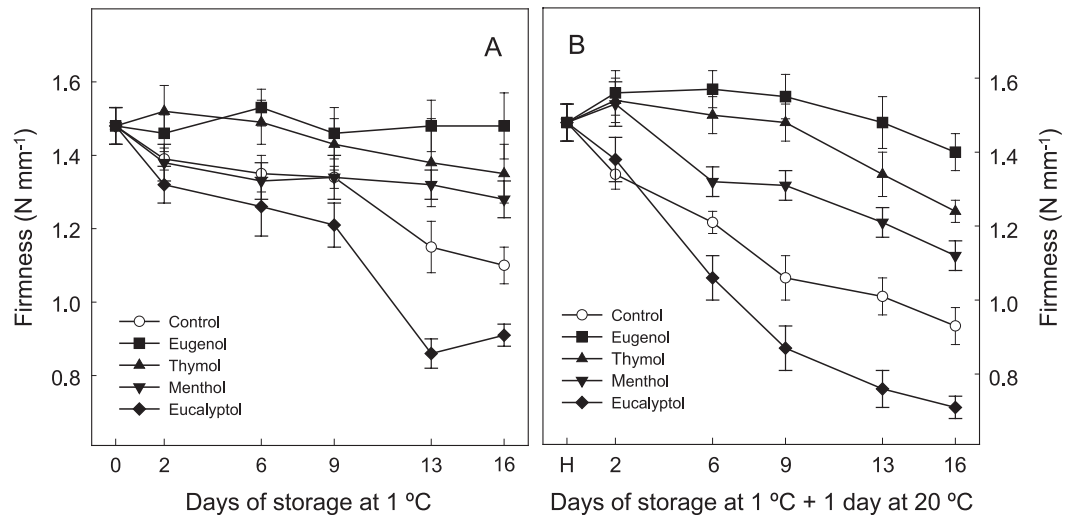 A
B
1.6
1.4
1.2
1.0
0.8
Firmness (N mm⁻¹)
Control
Eugenol
Thymol
Menthol
Eucalyptol
0 2 6 9 13 16
Days of storage at 1 ºC
Control
Eugenol
Thymol
Menthol
Eucalyptol
H 2 6 9 13 16
Days of storage at 1 ºC + 1 day at 20 ºC
1.6
1.4
1.2
1.0
0.8
Firmness (N mm⁻¹)